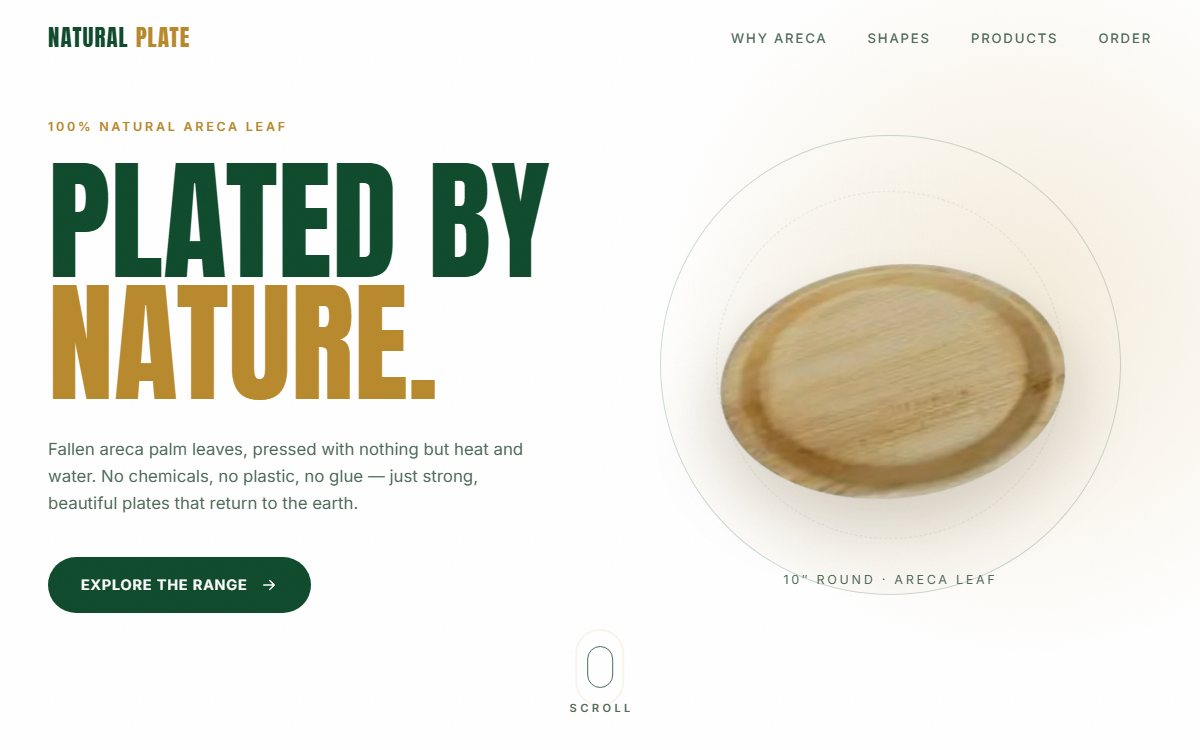 NATURAL PLATE
WHY ARECA
SHAPES
PRODUCTS
ORDER
100% NATURAL ARECA LEAF
PLATED BY
NATURE.
Fallen areca palm leaves, pressed with nothing but heat and
water. No chemicals, no plastic, no glue — just strong,
beautiful plates that return to the earth.
EXPLORE THE RANGE →
10″ ROUND · ARECA LEAF
SCROLL